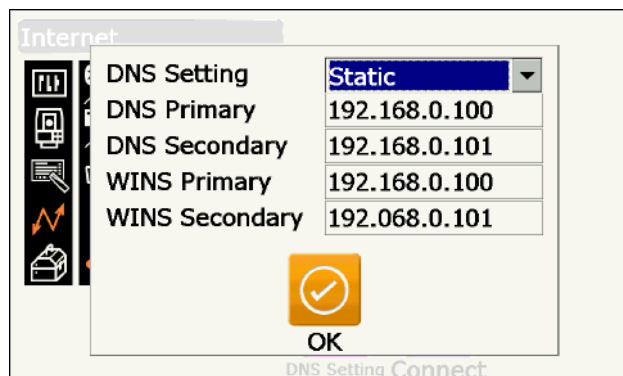 Internet
DNS Setting Static
DNS Primary 192.168.0.100
DNS Secondary 192.168.0.101
WINS Primary 192.168.0.100
WINS Secondary 192.068.0.101
OK
DNS Setting Connect